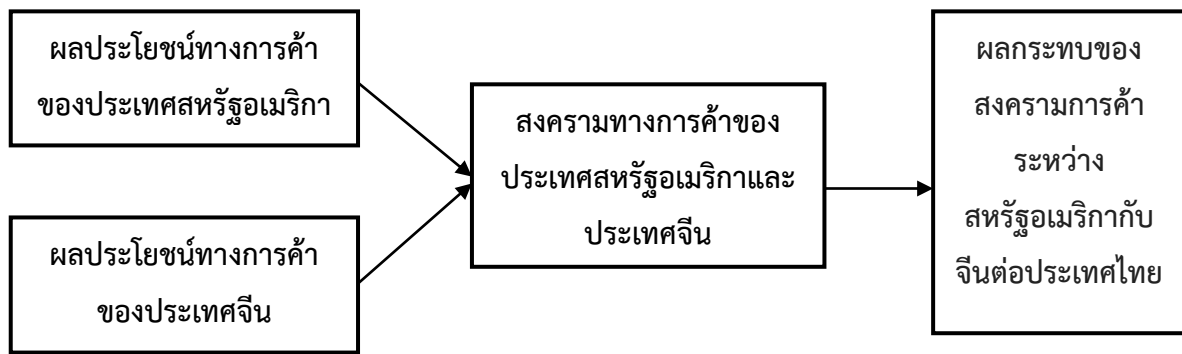 ผลประโยชน์ทางการค้า
ของประเทศสหรัฐอเมริกา
ผลประโยชน์ทางการค้า
ของประเทศจีน
สงครามทางการค้าของ
ประเทศสหรัฐอเมริกาและ
ประเทศจีน
ผลกระทบของ
สงครามการค้า
ระหว่าง
สหรัฐอเมริกากับ
จีนต่อประเทศไทย